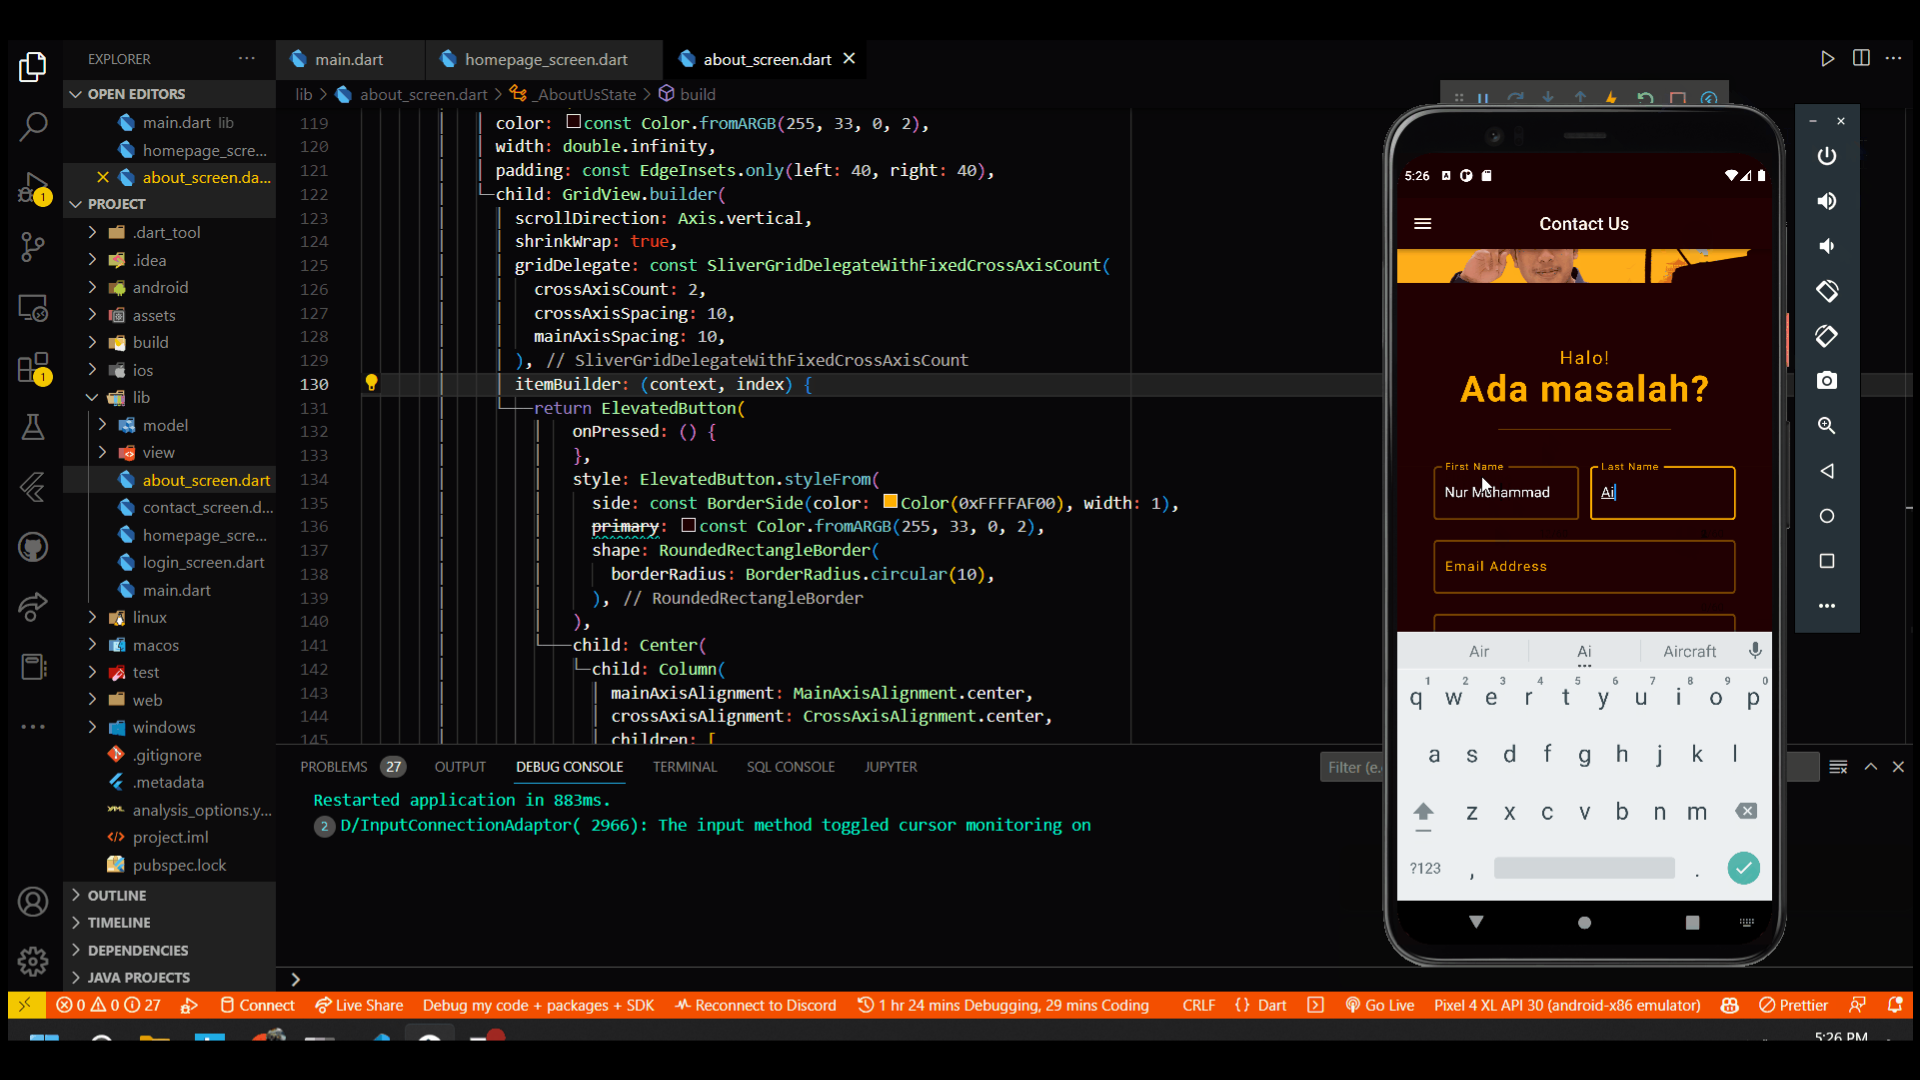 EXPLORER
OPEN EDITORS
main.dart lib
homepage_scre...
about_screen.da...
PROJECT
.dart_tool
.idea
android
assets
build
ios
lib
model
view
about_screen.dart
contact_screen.d...
homepage_scre...
login_screen.dart
main.dart
linux
macos
test
web
windows
.gitignore
.metadata
analysis_options.y...
project.iml
pubspec.lock
OUTLINE
TIMELINE
DEPENDENCIES
JAVA PROJECTS
main.dart
homepage_screen.dart
about_screen.dart
lib > about_screen.dart > _AboutUsState > build
119 color: const Color.fromARGB(255, 33, 0, 2),
120 width: double.infinity,
121 padding: const EdgeInsets.only(left: 40, right: 40),
122 child: GridView.builder(
123 scrollDirection: Axis.vertical,
124 shrinkWrap: true,
125 gridDelegate: const SliverGridDelegateWithFixedCrossAxisCount(
126 crossAxisCount: 2,
127 crossAxisSpacing: 10,
128 mainAxisSpacing: 10,
129 ), // SliverGridDelegateWithFixedCrossAxisCount
130 itemBuilder: (context, index) {
131 return ElevatedButton(
132 onPressed: () {
133 },
134 style: ElevatedButton.styleFrom(
135 side: const BorderSide(color: Color(0xFFFFAF00), width: 1),
136 primary: const Color.fromARGB(255, 33, 0, 2),
137 shape: RoundedRectangleBorder(
138 borderRadius: BorderRadius.circular(10),
139 ), // RoundedRectangleBorder
140 ),
141 child: Center(
142 child: Column(
143 mainAxisAlignment: MainAxisAlignment.center,
144 crossAxisAlignment: CrossAxisAlignment.center,
145 children: [
PROBLEMS 27 OUTPUT DEBUG CONSOLE TERMINAL SQL CONSOLE JUPYTER
Filter (e.
Restarted application in 883ms.
2 D/InputConnectionAdaptor( 2966): The input method toggled cursor monitoring on
5:26
Contact Us
Halo!
Ada masalah?
First Name
Nur Muhammad
Last Name
Ai
Email Address
Air Ai Aircraft
1 2 3 4 5 6 7 8 9 0
q w e r t y u i o p
a s d f g h j k l
z x c v b n m
?123 , .
1
1
0 0 27 Connect Live Share Debug my code + packages + SDK Reconnect to Discord 1 hr 24 mins Debugging, 29 mins Coding CRLF {} Dart Go Live Pixel 4 XL API 30 (android-x86 emulator) Prettier
5:26 PM